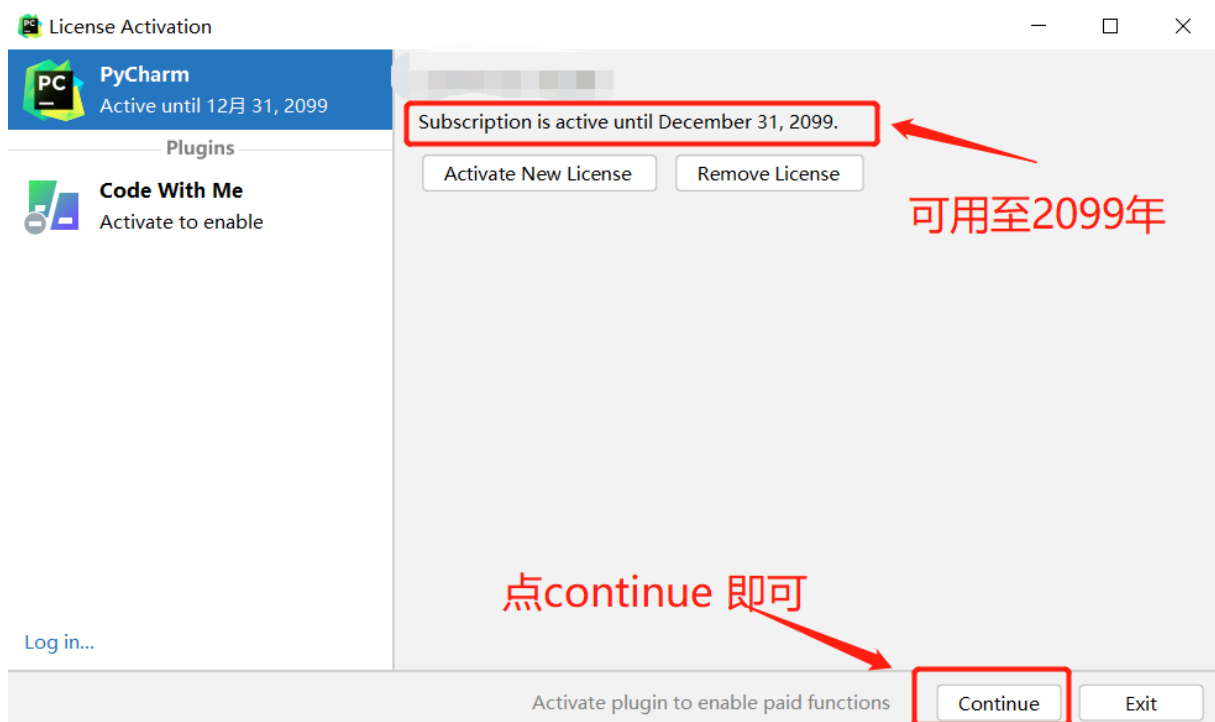 License Activation
PC
PyCharm
Active until 12月 31, 2099
Plugins
Code With Me
Activate to enable
Log in...
Subscription is active until December 31, 2099.
Activate New License
Remove License
可用至2099年
点continue 即可
Activate plugin to enable paid functions
Continue
Exit